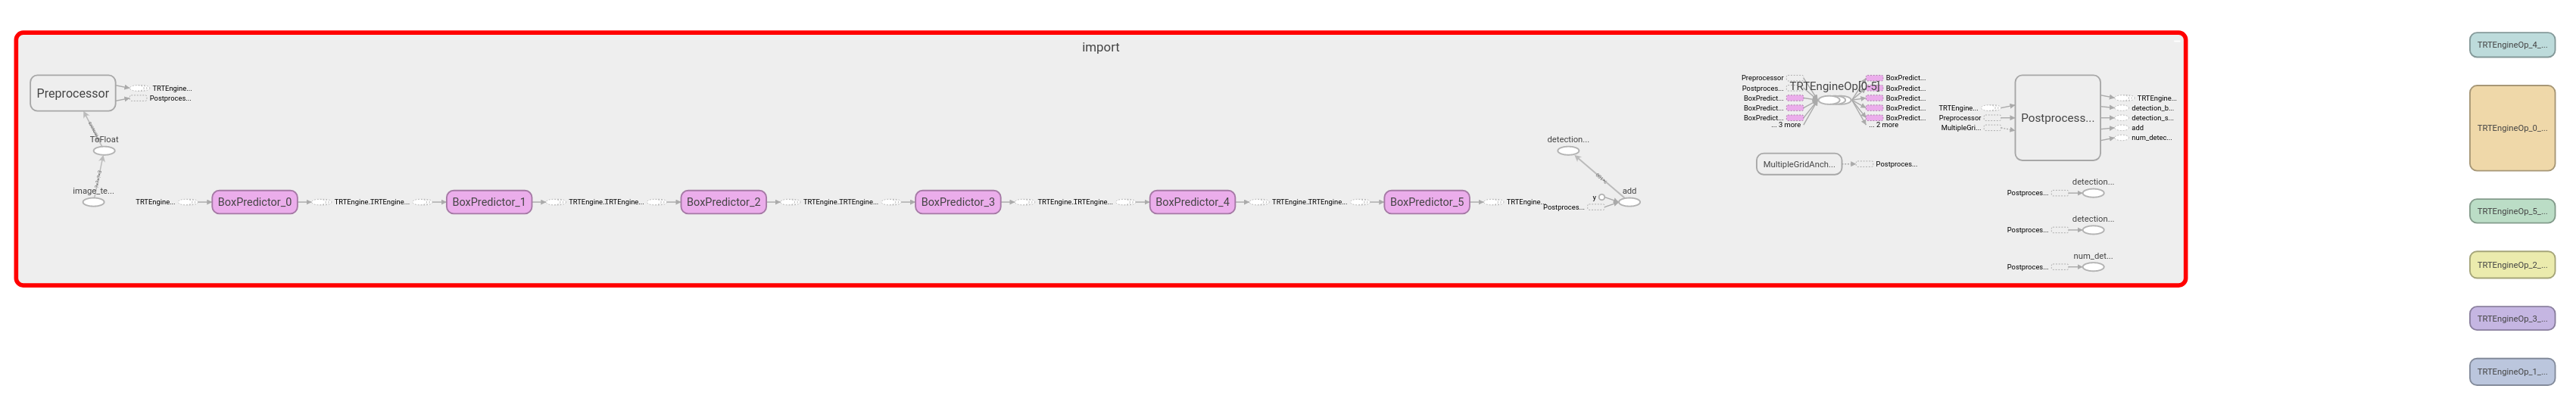 import
Preprocessor
TRTEngine...
Postproces...
ToFloat
image_te...
TRTEngine...
BoxPredictor_0
TRTEngine...
TRTEngine...
BoxPredictor_1
TRTEngine...
TRTEngine...
BoxPredictor_2
TRTEngine...
TRTEngine...
BoxPredictor_3
TRTEngine...
TRTEngine...
BoxPredictor_4
TRTEngine...
TRTEngine...
BoxPredictor_5
TRTEngine...
detection...
add
y
Postproces...
TRTEngineOp[0-5]
Preprocessor
Postproces...
BoxPredict...
BoxPredict...
BoxPredict...
... 3 more
BoxPredict...
BoxPredict...
BoxPredict...
BoxPredict...
BoxPredict...
... 2 more
MultipleGridAnch...
Postproces...
TRTEngine...
Preprocessor
MultipleGri...
Postprocess...
TRTEngine...
detection_b...
detection_s...
add
num_detec...
detection...
Postproces...
detection...
Postproces...
num_det...
Postproces...
TRTEngineOp_4_...
TRTEngineOp_0_...
TRTEngineOp_5_...
TRTEngineOp_2_...
TRTEngineOp_3_...
TRTEngineOp_1_...